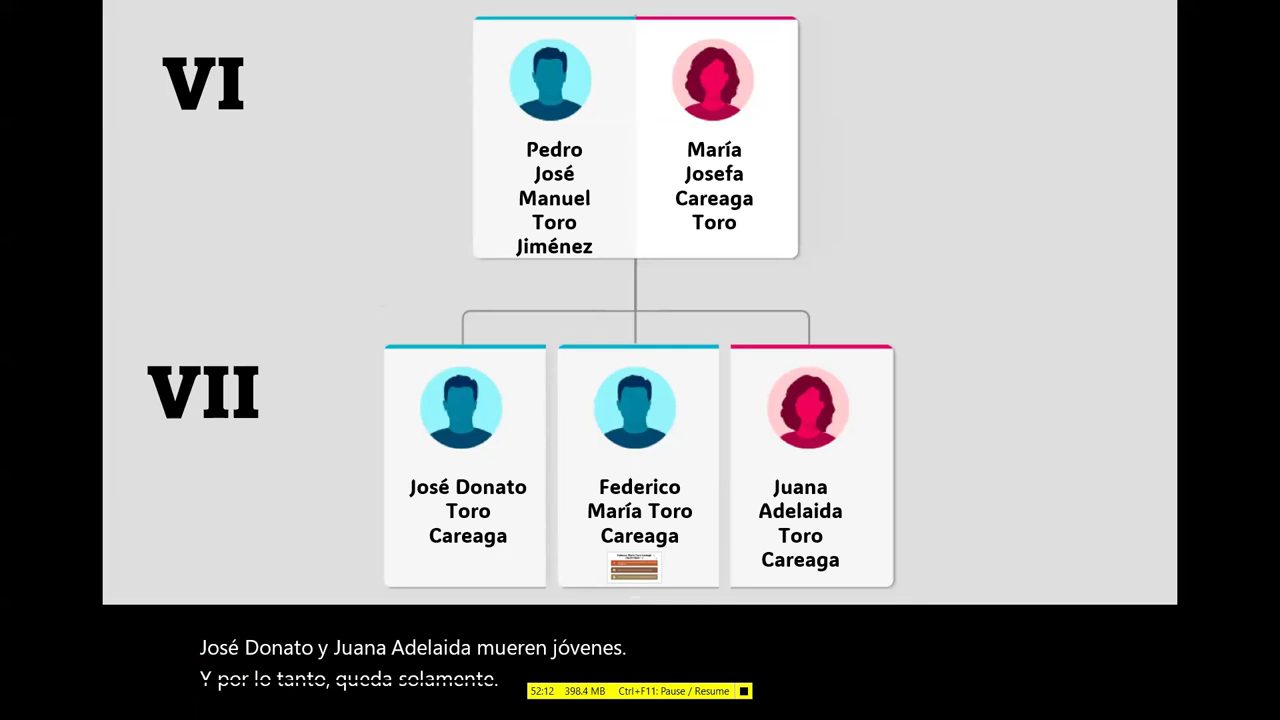 VI
Pedro
José
Manuel
Toro
Jiménez
María
Josefa
Careaga
Toro
VII
José Donato
Toro
Careaga
Federico
María Toro
Careaga
Juana
Adelaida
Toro
Careaga
José Donato y Juana Adelaida mueren jóvenes.
Y por lo tanto, queda solamente.
52:12 398.4 MB Ctrl+F11: Pause / Resume